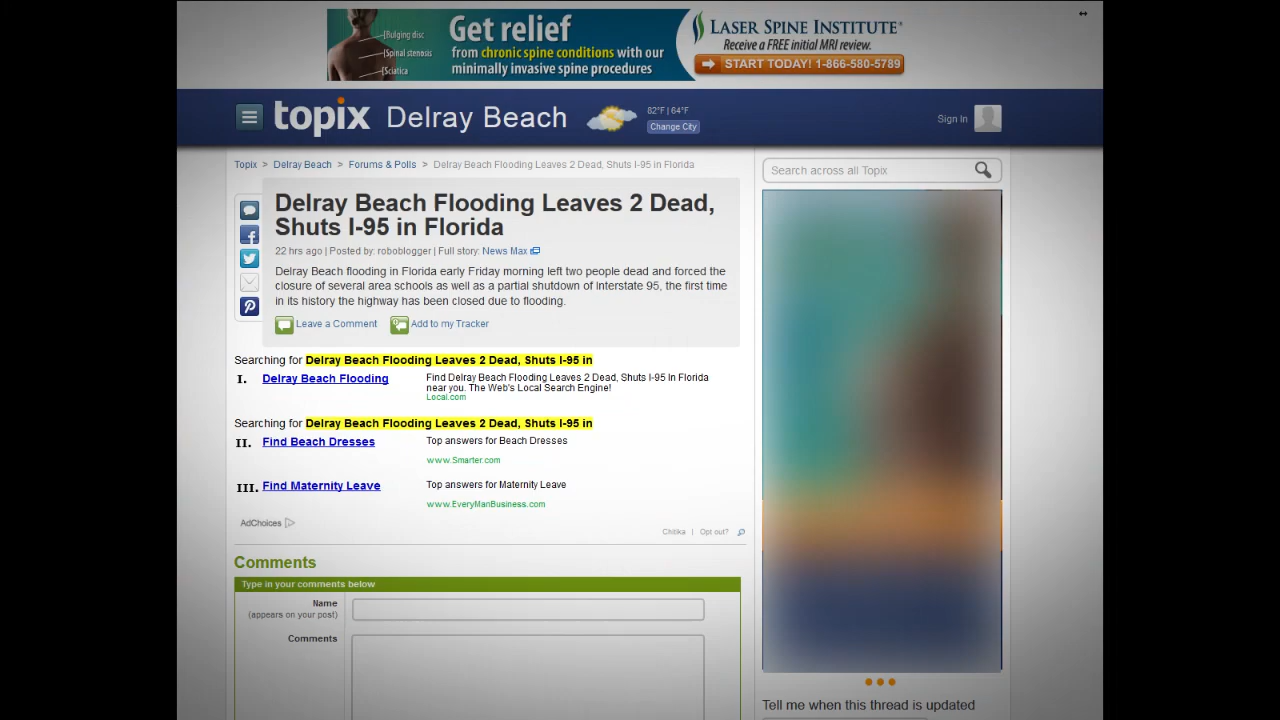 Get relief
from chronic spine conditions with our
minimally invasive spine procedures
Bulging disc
Spinal stenosis
Sciatica
LASER SPINE INSTITUTE®
Receive a FREE initial MRI review.
START TODAY! 1-866-580-5789
topix Delray Beach
82°F | 64°F
Change City
Sign In
Topix > Delray Beach > Forums & Polls > Delray Beach Flooding Leaves 2 Dead, Shuts I-95 in Florida
Search across all Topix
Delray Beach Flooding Leaves 2 Dead,
Shuts I-95 in Florida
22 hrs ago | Posted by: roboblogger | Full story: News Max
Delray Beach flooding in Florida early Friday morning left two people dead and forced the
closure of several area schools as well as a partial shutdown of Interstate 95, the first time
in its history the highway has been closed due to flooding.
Leave a Comment Add to my Tracker
Searching for Delray Beach Flooding Leaves 2 Dead, Shuts I-95 in
I. Delray Beach Flooding
Find Delray Beach Flooding Leaves 2 Dead, Shuts I-95 In Florida
near you. The Web's Local Search Engine!
Local.com
Searching for Delray Beach Flooding Leaves 2 Dead, Shuts I-95 in
II. Find Beach Dresses
Top answers for Beach Dresses
www.Smarter.com
III. Find Maternity Leave
Top answers for Maternity Leave
www.EveryManBusiness.com
AdChoices
Chitika | Opt out?
Comments
Type in your comments below
Name
(appears on your post)
Comments
Tell me when this thread is updated